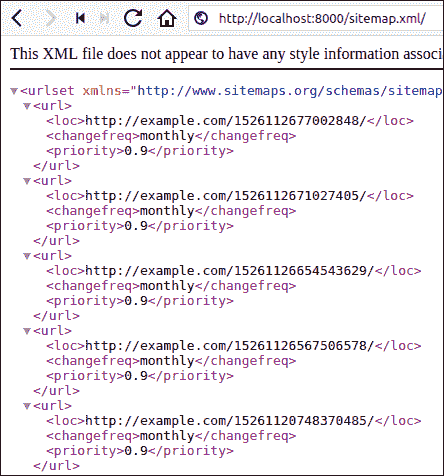 http://localhost:8000/sitemap.xml/
This XML file does not appear to have any style information associ
<urlset xmlns="http://www.sitemaps.org/schemas/sitemap
<url>
<loc>http://example.com/1526112677002848/</loc>
<changefreq>monthly</changefreq>
<priority>0.9</priority>
</url>
<url>
<loc>http://example.com/1526112671027405/</loc>
<changefreq>monthly</changefreq>
<priority>0.9</priority>
</url>
<url>
<loc>http://example.com/15261126654543629/</loc>
<changefreq>monthly</changefreq>
<priority>0.9</priority>
</url>
<url>
<loc>http://example.com/15261126567506578/</loc>
<changefreq>monthly</changefreq>
<priority>0.9</priority>
</url>
<url>
<loc>http://example.com/15261120748370485/</loc>
<changefreq>monthly</changefreq>
<priority>0.9</priority>
</url>